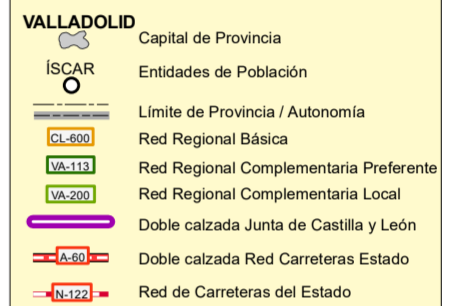 VALLADOLID
Capital de Provincia
ÍSCAR
Entidades de Población
Límite de Provincia / Autonomía
CL-600 Red Regional Básica
VA-113 Red Regional Complementaria Preferente
VA-200 Red Regional Complementaria Local
Doble calzada Junta de Castilla y León
A-60 Doble calzada Red Carreteras Estado
N-122 Red de Carreteras del Estado